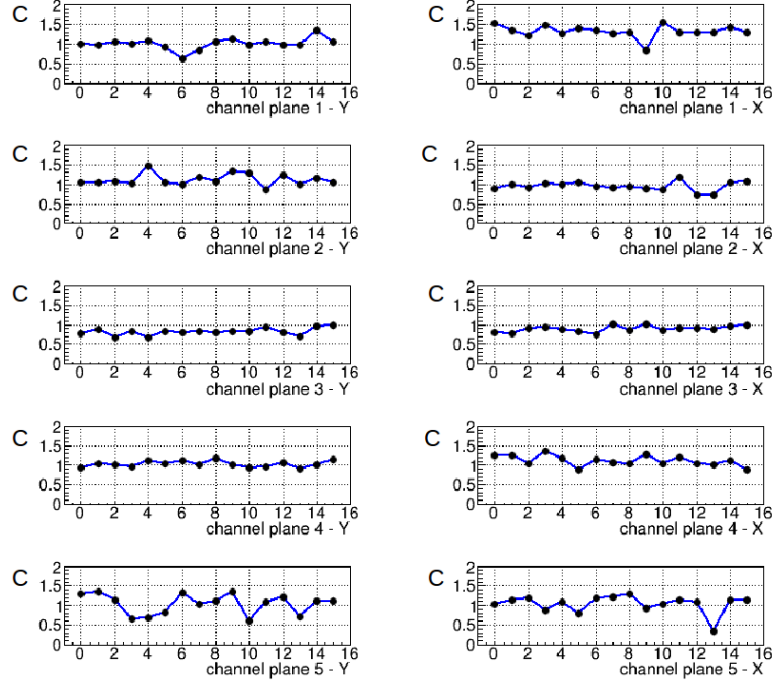 C 2 1.5 1 0.5 0
0 2 4 6 8 10 12 14 16
channel plane 1 - Y
C 2 1.5 1 0.5 0
0 2 4 6 8 10 12 14 16
channel plane 1 - X
C 2 1.5 1 0.5 0
0 2 4 6 8 10 12 14 16
channel plane 2 - Y
C 2 1.5 1 0.5 0
0 2 4 6 8 10 12 14 16
channel plane 2 - X
C 2 1.5 1 0.5 0
0 2 4 6 8 10 12 14 16
channel plane 3 - Y
C 2 1.5 1 0.5 0
0 2 4 6 8 10 12 14 16
channel plane 3 - X
C 2 1.5 1 0.5 0
0 2 4 6 8 10 12 14 16
channel plane 4 - Y
C 2 1.5 1 0.5 0
0 2 4 6 8 10 12 14 16
channel plane 4 - X
C 2 1.5 1 0.5 0
0 2 4 6 8 10 12 14 16
channel plane 5 - Y
C 2 1.5 1 0.5 0
0 2 4 6 8 10 12 14 16
channel plane 5 - X